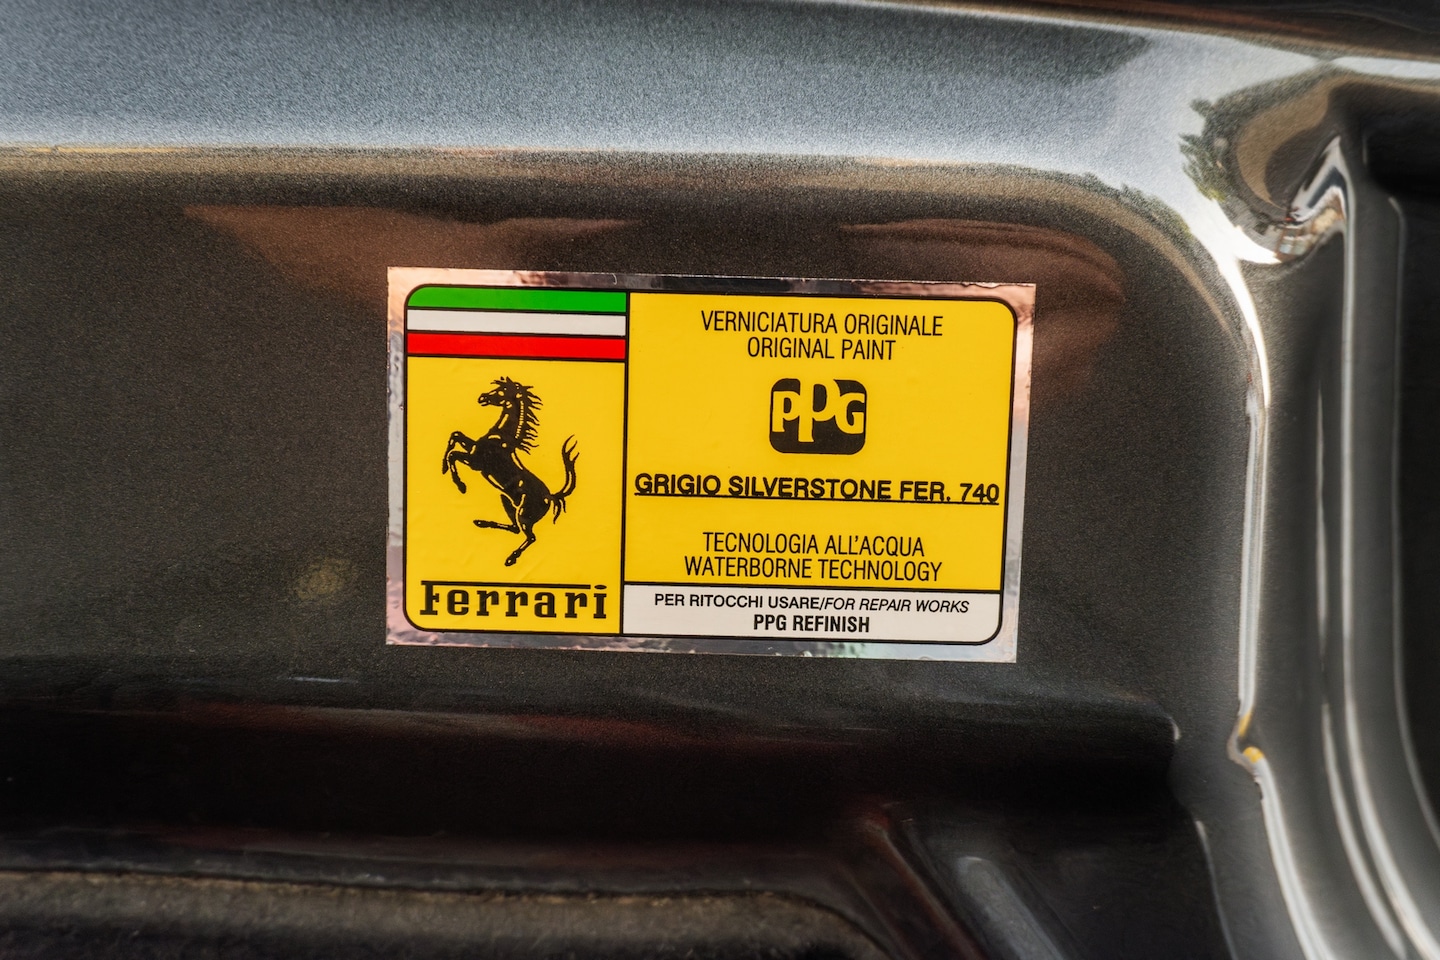 Ferrari
VERNICIATURA ORIGINALE
ORIGINAL PAINT
PPG
GRIGIO SILVERSTONE FER. 740
TECNOLOGIA ALL'ACQUA
WATERBORNE TECHNOLOGY
PER RITOCCHI USARE/FOR REPAIR WORKS
PPG REFINISH